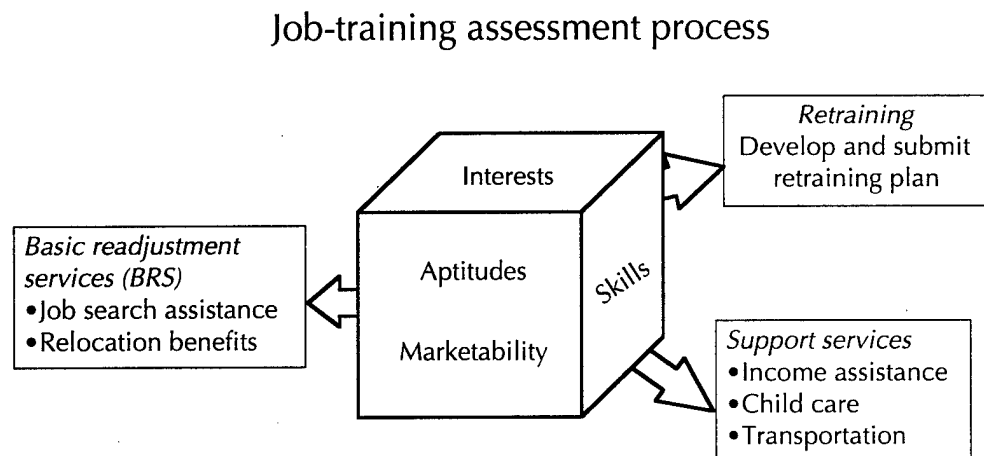 Job-training assessment process
Retraining
Develop and submit
retraining plan
Interests
Basic readjustment
services (BRS)
•Job search assistance
•Relocation benefits
Aptitudes
Skills
Marketability
Support services
•Income assistance
•Child care
•Transportation